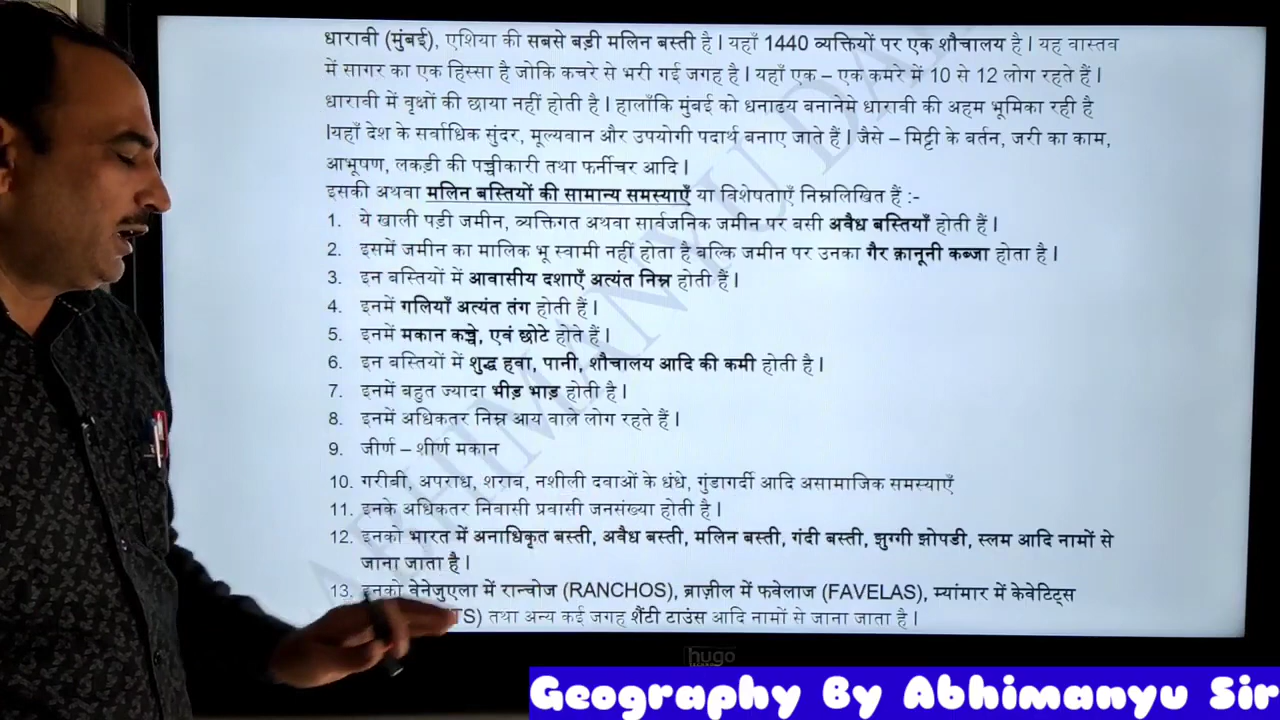 धारावी (मुंबई), एशिया की सबसे बड़ी मलिन बस्ती है | यहाँ 1440 व्यक्तियों पर एक शौचालय है | यह वास्तव
में सागर का एक हिस्सा है जोकि कचरे से भरी गई जगह है | यहाँ एक – एक कमरे में 10 से 12 लोग रहते हैं |
धारावी में वृक्षों की छाया नहीं होती है | हालाँकि मुंबई को धनाढय बनानेमे धारावी की अहम भूमिका रही है
|यहाँ देश के सर्वाधिक सुंदर, मूल्यवान और उपयोगी पदार्थ बनाए जाते हैं | जैसे – मिट्टी के बर्तन, जरी का काम,
आभूषण, लकड़ी की पच्चीकारी तथा फर्नीचर आदि |
इसकी अथवा मलिन बस्तियों की सामान्य समस्याएँ या विशेषताएँ निम्नलिखित हैं :-
1. ये खाली पड़ी जमीन, व्यक्तिगत अथवा सार्वजनिक जमीन पर बसी अवैध बस्तियाँ होती हैं |
2. इसमें जमीन का मालिक भू स्वामी नहीं होता है बल्कि जमीन पर उनका गैर क़ानूनी कब्जा होता है |
3. इन बस्तियों में आवासीय दशाएँ अत्यंत निम्न होती हैं |
4. इनमें गलियाँ अत्यंत तंग होती हैं |
5. इनमें मकान कच्चे, एवं छोटे होते हैं |
6. इन बस्तियों में शुद्ध हवा, पानी, शौचालय आदि की कमी होती है |
7. इनमें बहुत ज्यादा भीड़ भाड़ होती है |
8. इनमें अधिकतर निम्न आय वाले लोग रहते हैं |
9. जीर्ण – शीर्ण मकान
10. गरीबी, अपराध, शराब, नशीली दवाओं के धंधे, गुंडागर्दी आदि असामाजिक समस्याएँ
11. इनके अधिकतर निवासी प्रवासी जनसंख्या होती है |
12. इनको भारत में अनाधिकृत बस्ती, अवैध बस्ती, मलिन बस्ती, गंदी बस्ती, झुग्गी झोपडी, स्लम आदि नामों से
जाना जाता है |
13. इनको वेनेजुएला में रान्चोज (RANCHOS), ब्राज़ील में फवेलाज (FAVELAS), म्यांमार में केवेटिट्स
तथा अन्य कई जगह शैंटी टाउंस आदि नामों से जाना जाता है |
hugo
Geography By Abhimanyu Sir